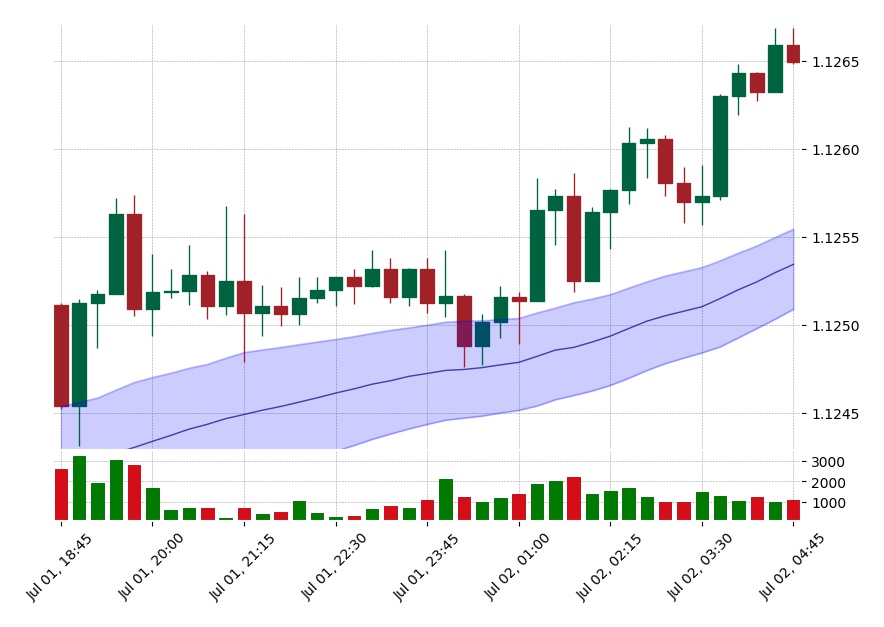 1.1265
1.1260
1.1255
1.1250
1.1245
3000
2000
1000
Jul 01, 18:45
Jul 01, 20:00
Jul 01, 21:15
Jul 01, 22:30
Jul 01, 23:45
Jul 02, 01:00
Jul 02, 02:15
Jul 02, 03:30
Jul 02, 04:45